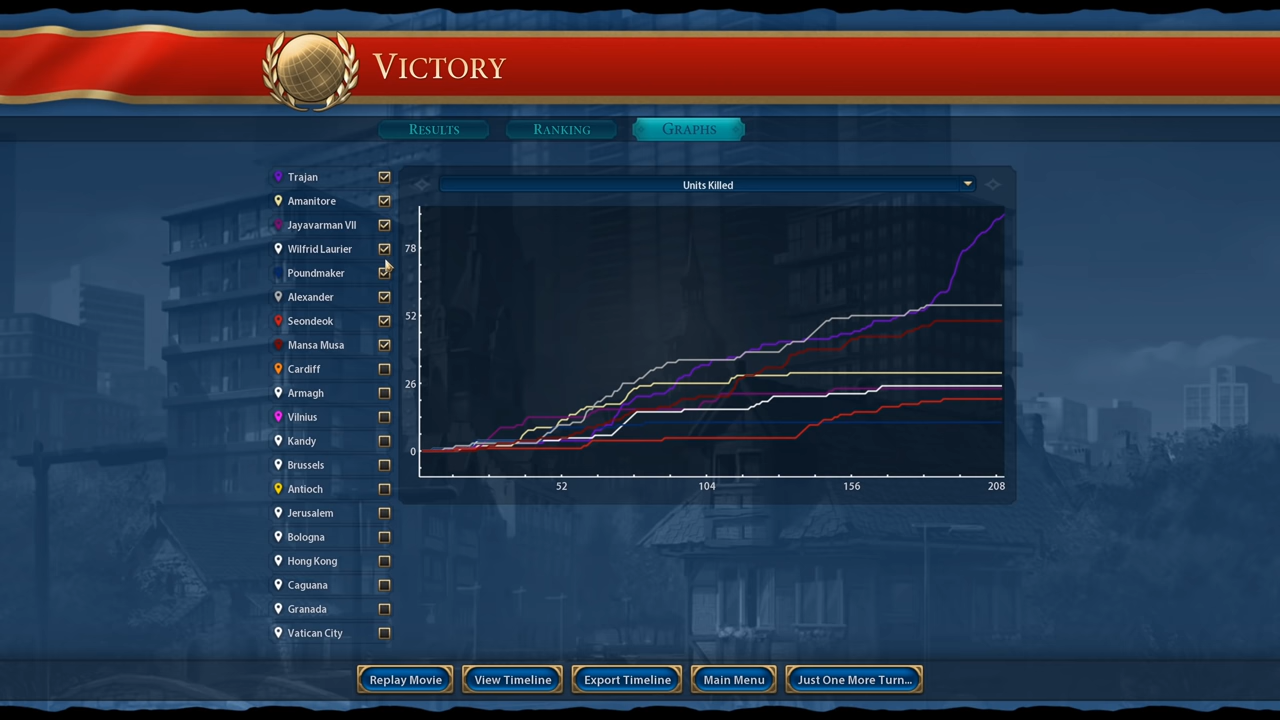 VICTORY
RESULTS
RANKING
GRAPHS
Trajan
Amanitore
Jayavarman VII
Wilfrid Laurier
Poundmaker
Alexander
Seondeok
Mansa Musa
Cardiff
Armagh
Vilnius
Kandy
Brussels
Antioch
Jerusalem
Bologna
Hong Kong
Caguana
Granada
Vatican City
Units Killed
78
52
26
0
52
104
156
208
Replay Movie
View Timeline
Export Timeline
Main Menu
Just One More Turn...